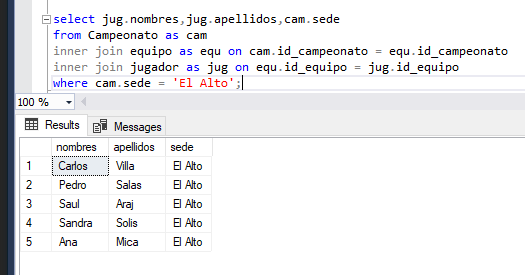 select jug.nombres,jug.apellidos,cam.sede
from Campeonato as cam
inner join equipo as equ on cam.id_campeonato = equ.id_campeonato
inner join jugador as jug on equ.id_equipo = jug.id_equipo
where cam.sede = 'El Alto';
100 %
Results Messages
nombres apellidos sede
1 Carlos Villa El Alto
2 Pedro Salas El Alto
3 Saul Araj El Alto
4 Sandra Solis El Alto
5 Ana Mica El Alto